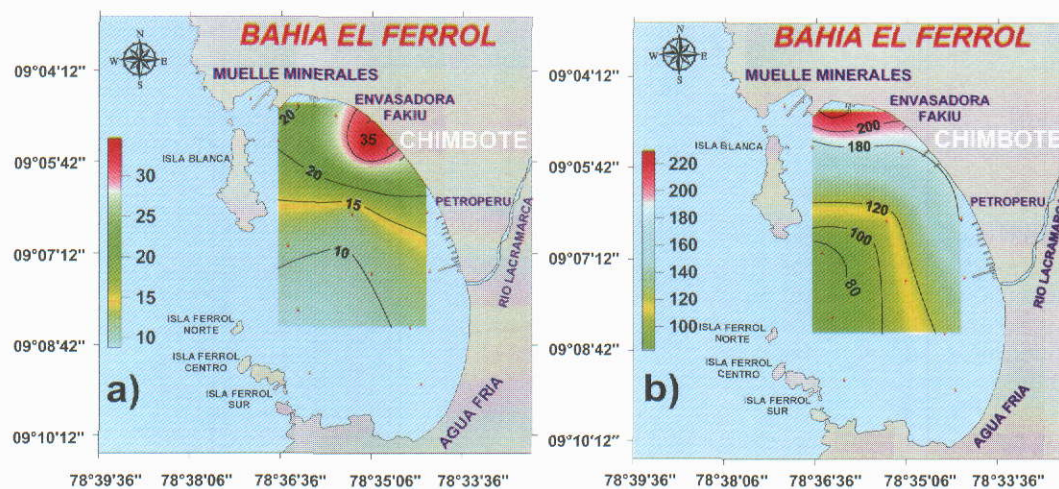 BAHIA EL FERROL
N
W E
S
09°04'12"
MUELLE MINERALES
ENVASADORA
FAKIU
CHIMBOTE
20
35
09°05'42"
ISLA BLANCA
30
25
20
15
10
20
15
10
PETROPERU
RIO LACRAMARCA
09°07'12"
ISLA FERROL
NORTE
09°08'42"
ISLA FERROL
CENTRO
ISLA FERROL
SUR
a)
AGUA FRIA
09°10'12"
78°39'36" 78°38'06" 78°36'36" 78°35'06" 78°33'36"
BAHIA EL FERROL
N
W E
S
09°04'12"
MUELLE MINERALES
ENVASADORA
FAKIU
CHIMBOTE
200
180
09°05'42"
ISLA BLANCA
220
200
180
160
140
120
100
120
100
80
PETROPERU
RIO LACRAMARCA
09°07'12"
ISLA FERROL
NORTE
09°08'42"
ISLA FERROL
CENTRO
ISLA FERROL
SUR
b)
AGUA FRIA
09°10'12"
78°39'36" 78°38'06" 78°36'36" 78°35'06" 78°33'36"